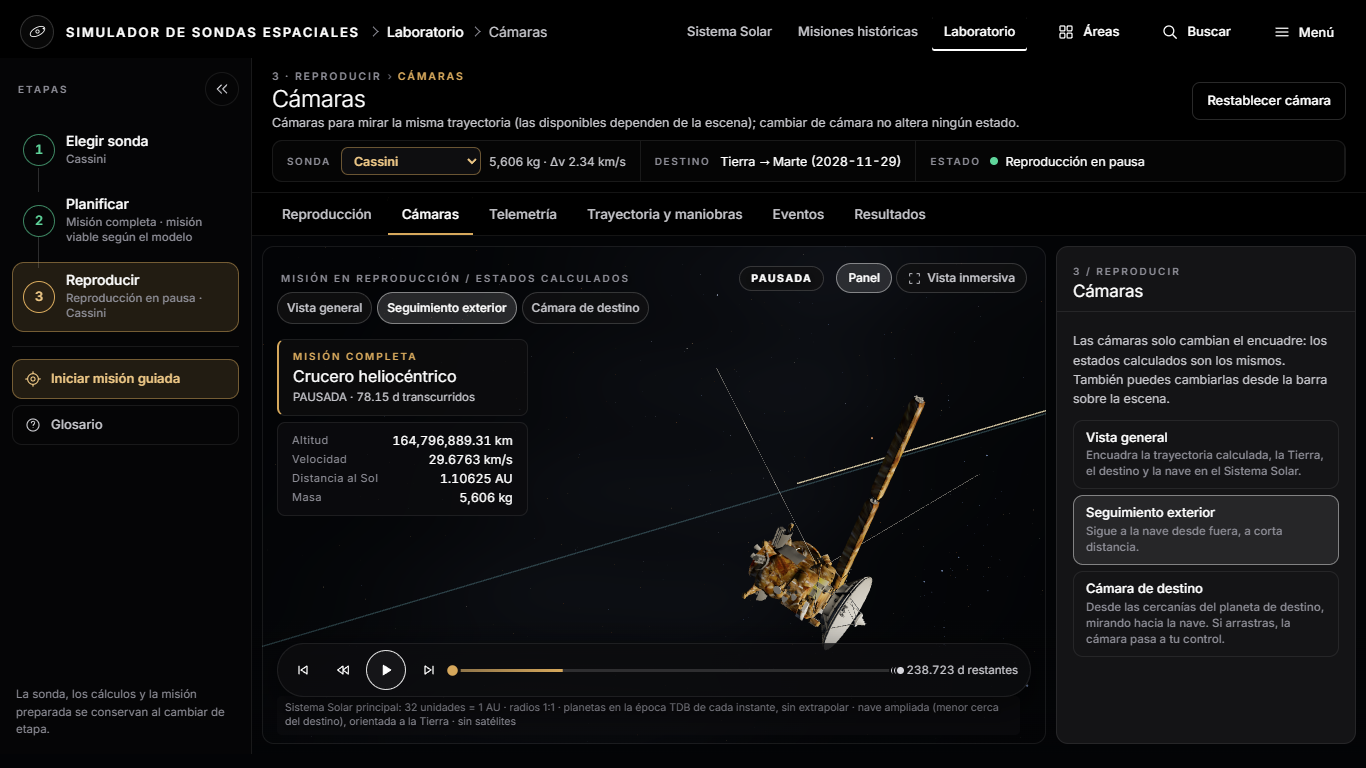 SIMULADOR DE SONDAS ESPACIALES
Laboratorio
Cámaras
Sistema Solar
Misiones históricas
Laboratorio
Áreas
Buscar
Menú
ETAPAS
1
Elegir sonda
Cassini
2
Planificar
Misión completa · misión
viable según el modelo
3
Reproducir
Reproducción en pausa ·
Cassini
Iniciar misión guiada
Glosario
La sonda, los cálculos y la misión
preparada se conservan al cambiar de
etapa.
3 · REPRODUCIR › CÁMARAS
Cámaras
Cámaras para mirar la misma trayectoria (las disponibles dependen de la escena); cambiar de cámara no altera ningún estado.
Restablecer cámara
SONDA
Cassini
5,606 kg · Δv 2.34 km/s
DESTINO
Tierra → Marte (2028-11-29)
ESTADO
Reproducción en pausa
Reproducción
Cámaras
Telemetría
Trayectoria y maniobras
Eventos
Resultados
MISIÓN EN REPRODUCCIÓN / ESTADOS CALCULADOS
PAUSADA
Panel
Vista inmersiva
Vista general
Seguimiento exterior
Cámara de destino
MISIÓN COMPLETA
Crucero heliocéntrico
PAUSADA · 78.15 d transcurridos
Altitud 164,796,889.31 km
Velocidad 29.6763 km/s
Distancia al Sol 1.10625 AU
Masa 5,606 kg
238.723 d restantes
Sistema Solar principal: 32 unidades = 1 AU · radios 1:1 · planetas en la época TDB de cada instante, sin extrapolar · nave ampliada (menor cerca
del destino), orientada a la Tierra · sin satélites
3 / REPRODUCIR
Cámaras
Las cámaras solo cambian el encuadre: los
estados calculados son los mismos.
También puedes cambiarlas desde la barra
sobre la escena.
Vista general
Encuadra la trayectoria calculada, la Tierra,
el destino y la nave en el Sistema Solar.
Seguimiento exterior
Sigue a la nave desde fuera, a corta
distancia.
Cámara de destino
Desde las cercanías del planeta de destino,
mirando hacia la nave. Si arrastras, la
cámara pasa a tu control.